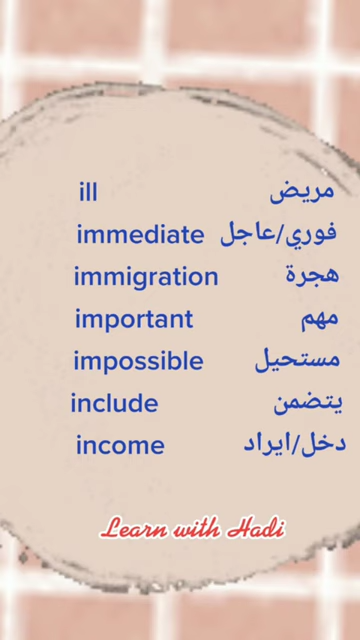 ill مريض
immediate فوري/عاجل
immigration هجرة
important مهم
impossible مستحيل
include يتضمن
income دخل/ايراد
Learn with Hadi